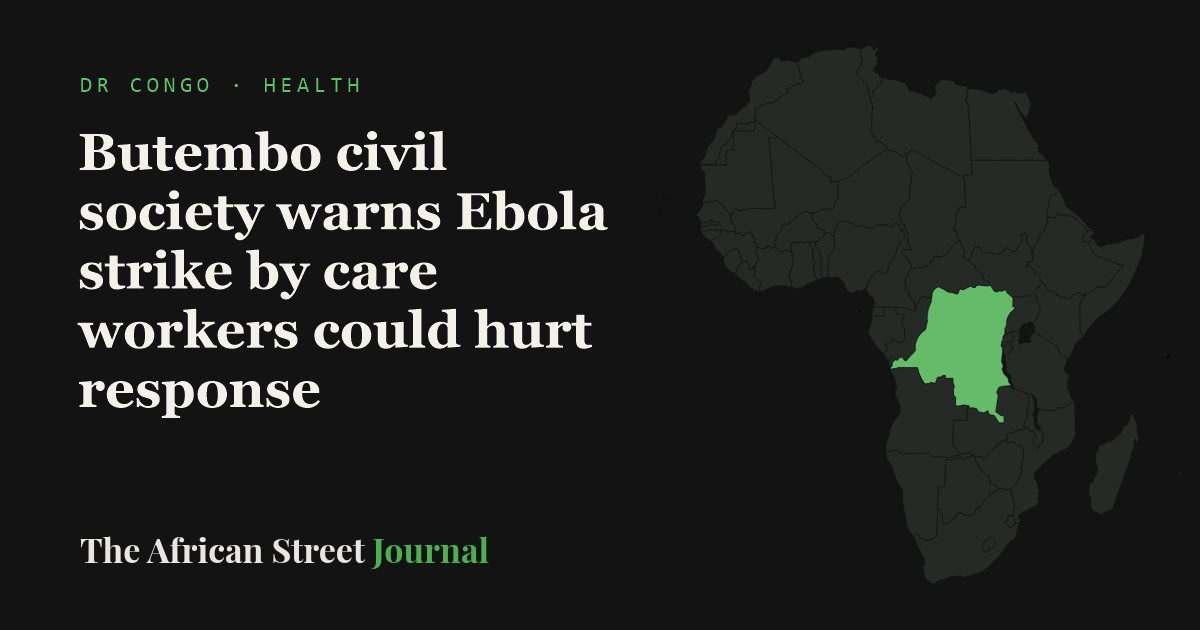 DR CONGO · HEALTH
Butembo civil
society warns Ebola
strike by care
workers could hurt
response
The African Street Journal